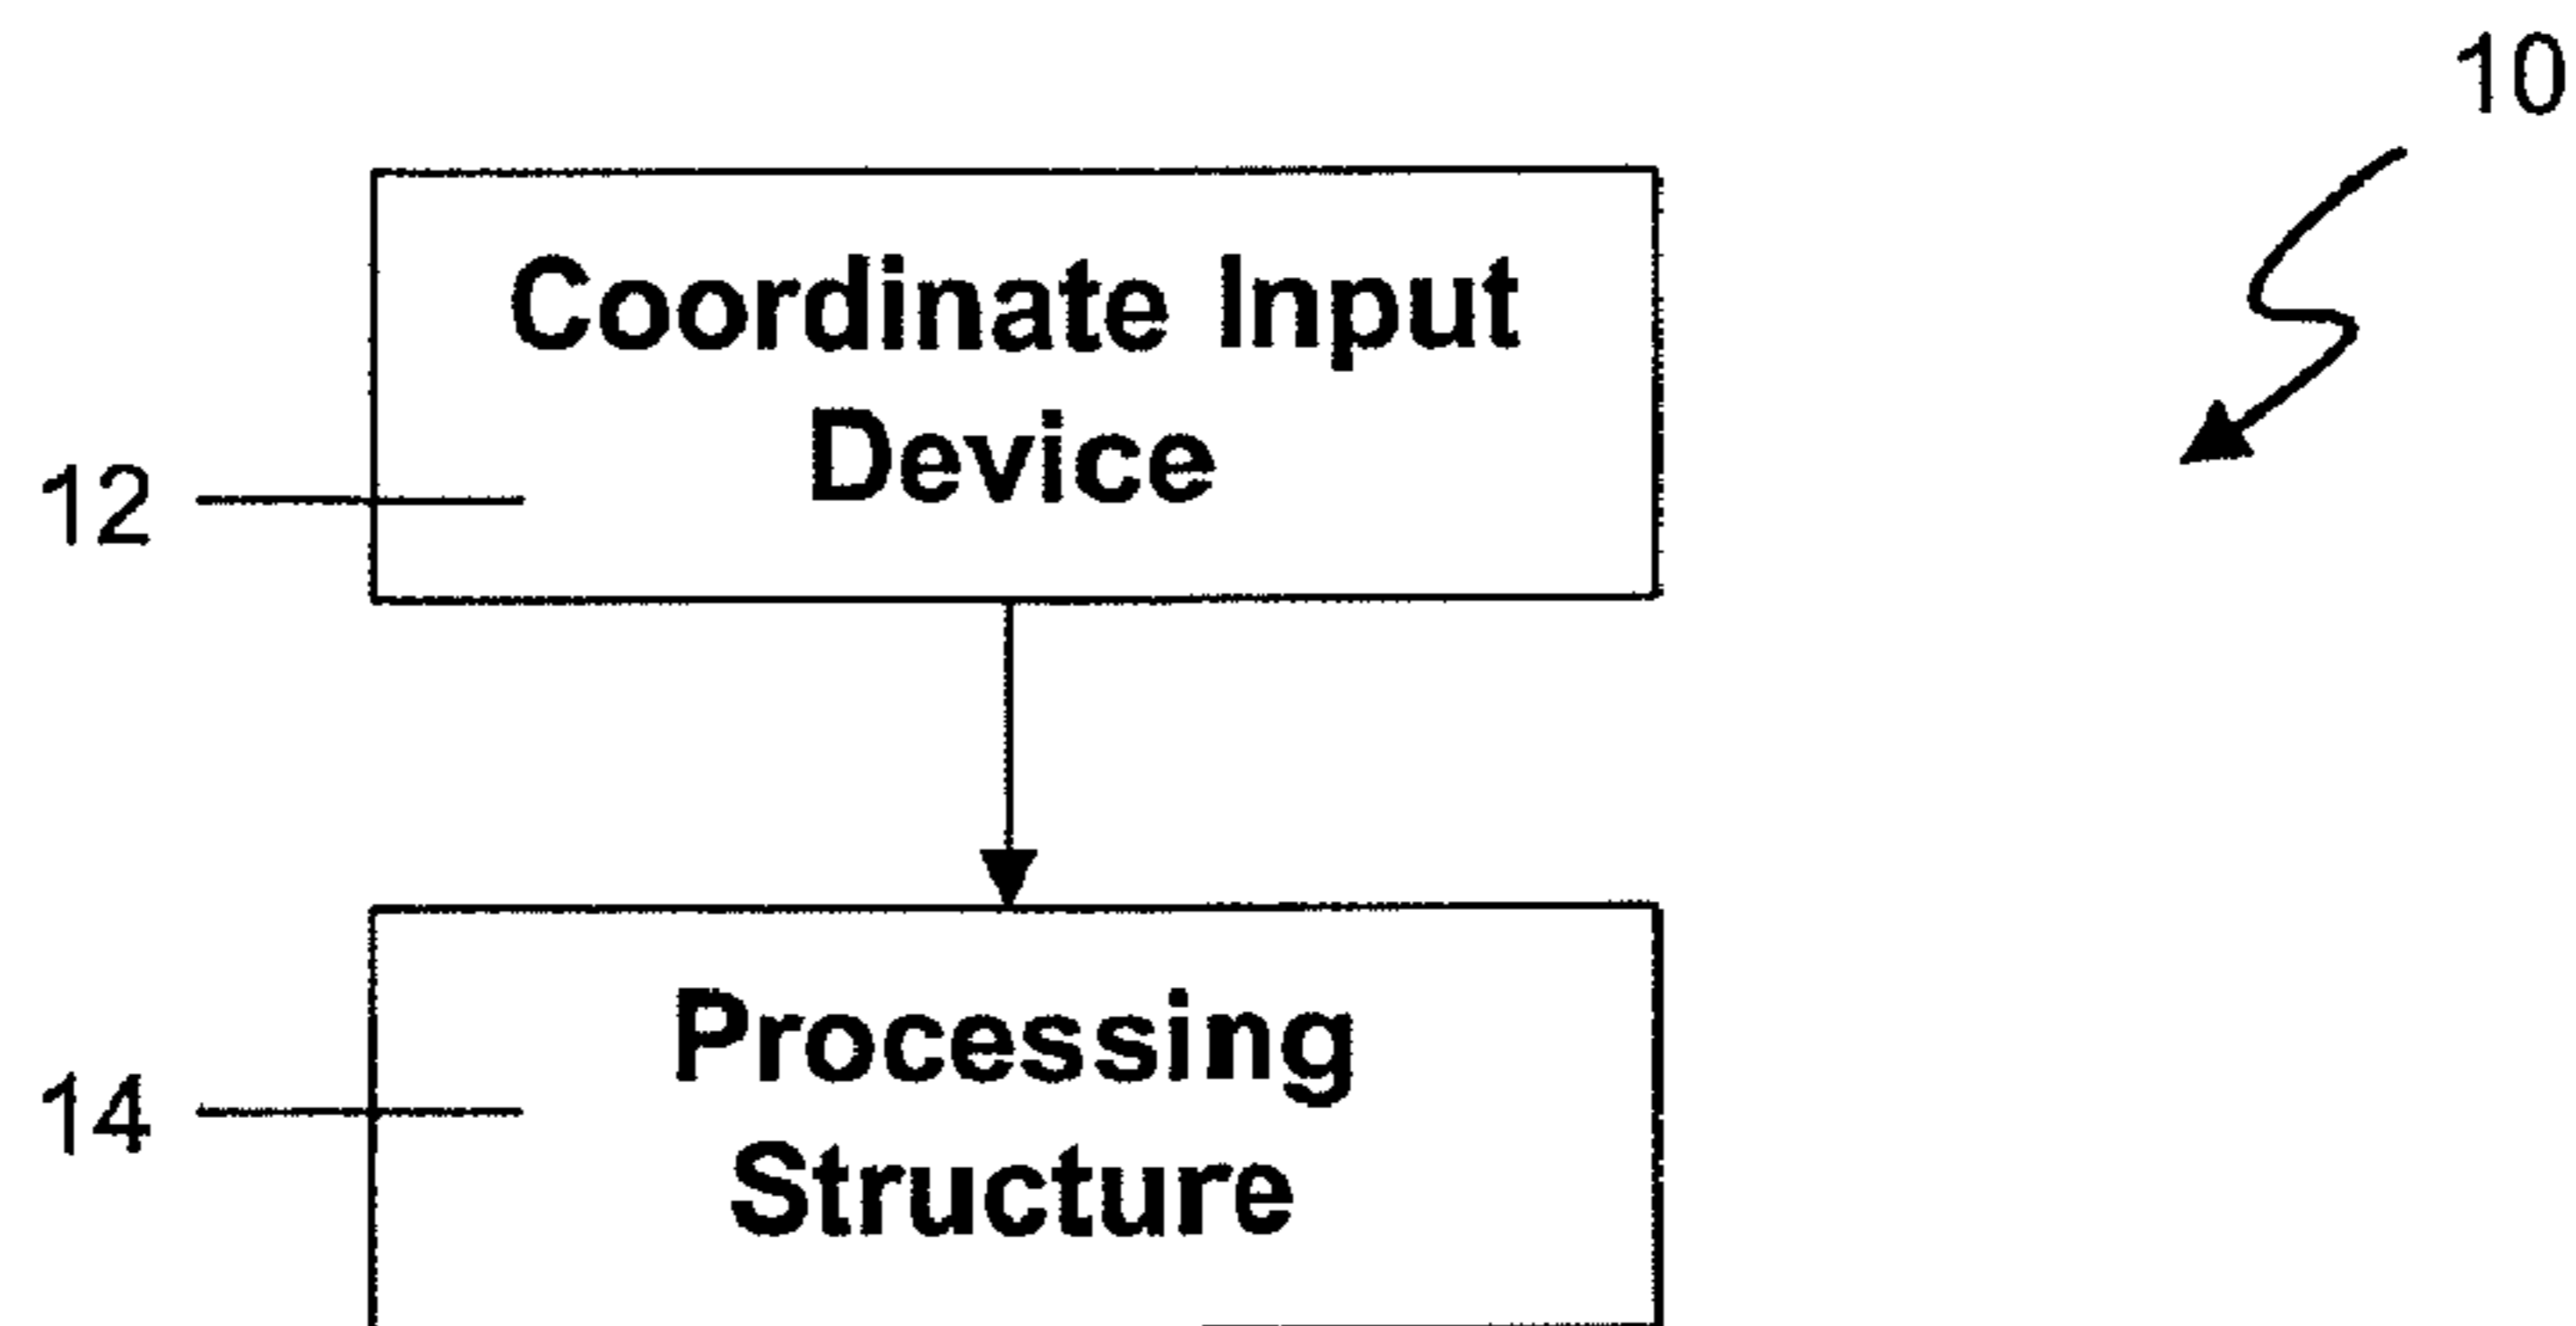 10
Coordinate Input
Device
12
Processing
14
Structure